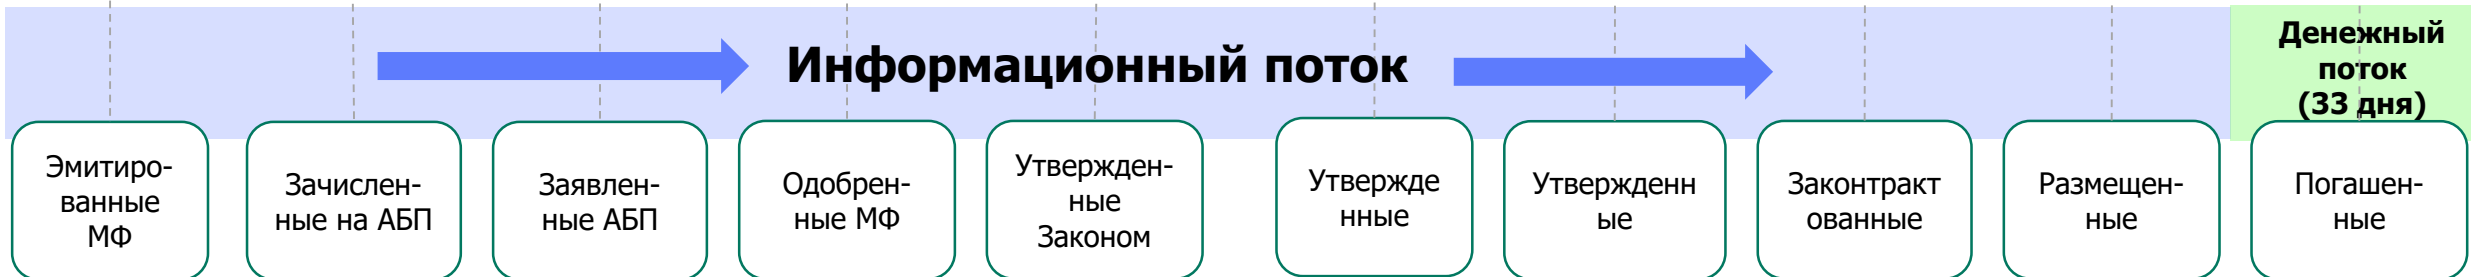 Информационный поток
Денежный
поток
(33 дня)
Эмитиро-
ванные
МФ
Зачислен-
ные на АБП
Заявлен-
ные АБП
Одобрен-
ные МФ
Утвержден-
ные
Законом
Утвержде
нные
Утвержденн
ые
Законтракт
ованные
Размещен-
ные
Погашен-
ные